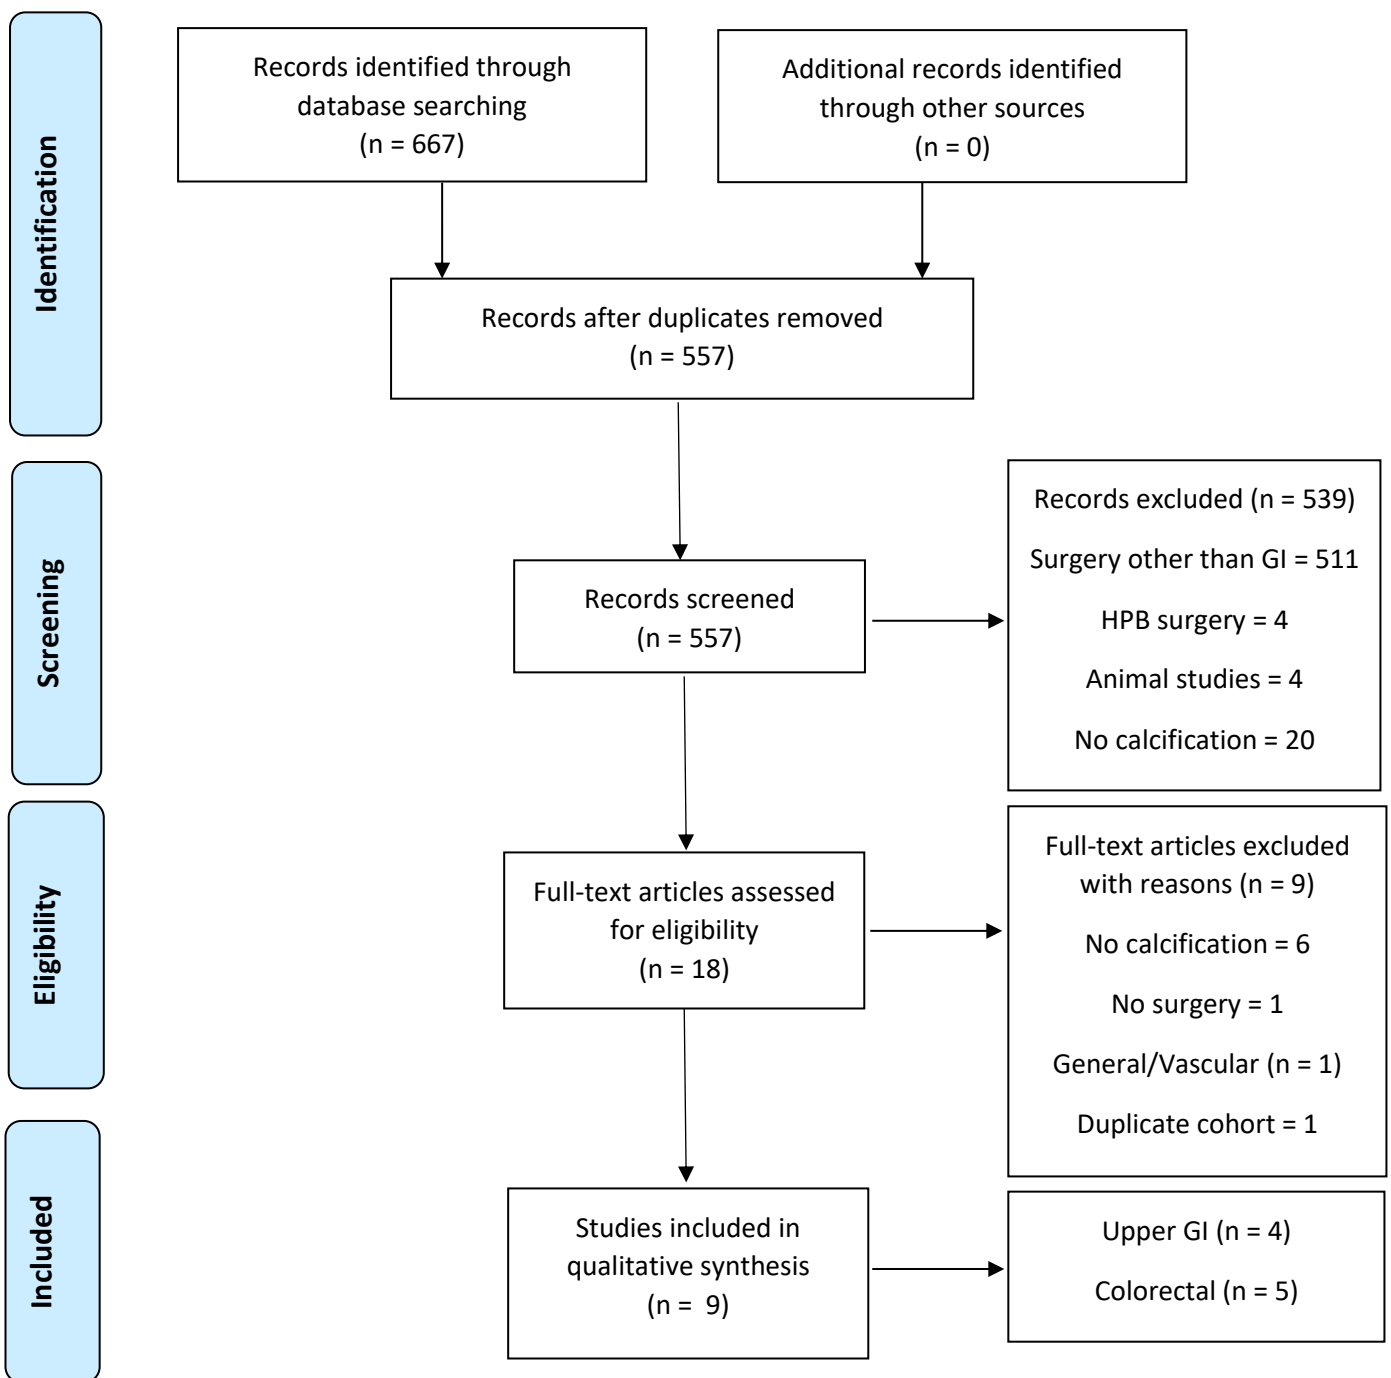 Identification
Records identified through
database searching
(n = 667)
Additional records identified
through other sources
(n = 0)
Records after duplicates removed
(n = 557)
Screening
Records screened
(n = 557)
Records excluded (n = 539)
Surgery other than GI = 511
HPB surgery = 4
Animal studies = 4
No calcification = 20
Eligibility
Full-text articles assessed
for eligibility
(n = 18)
Full-text articles excluded
with reasons (n = 9)
No calcification = 6
No surgery = 1
General/Vascular (n = 1)
Duplicate cohort = 1
Included
Studies included in
qualitative synthesis
(n = 9)
Upper GI (n = 4)
Colorectal (n = 5)